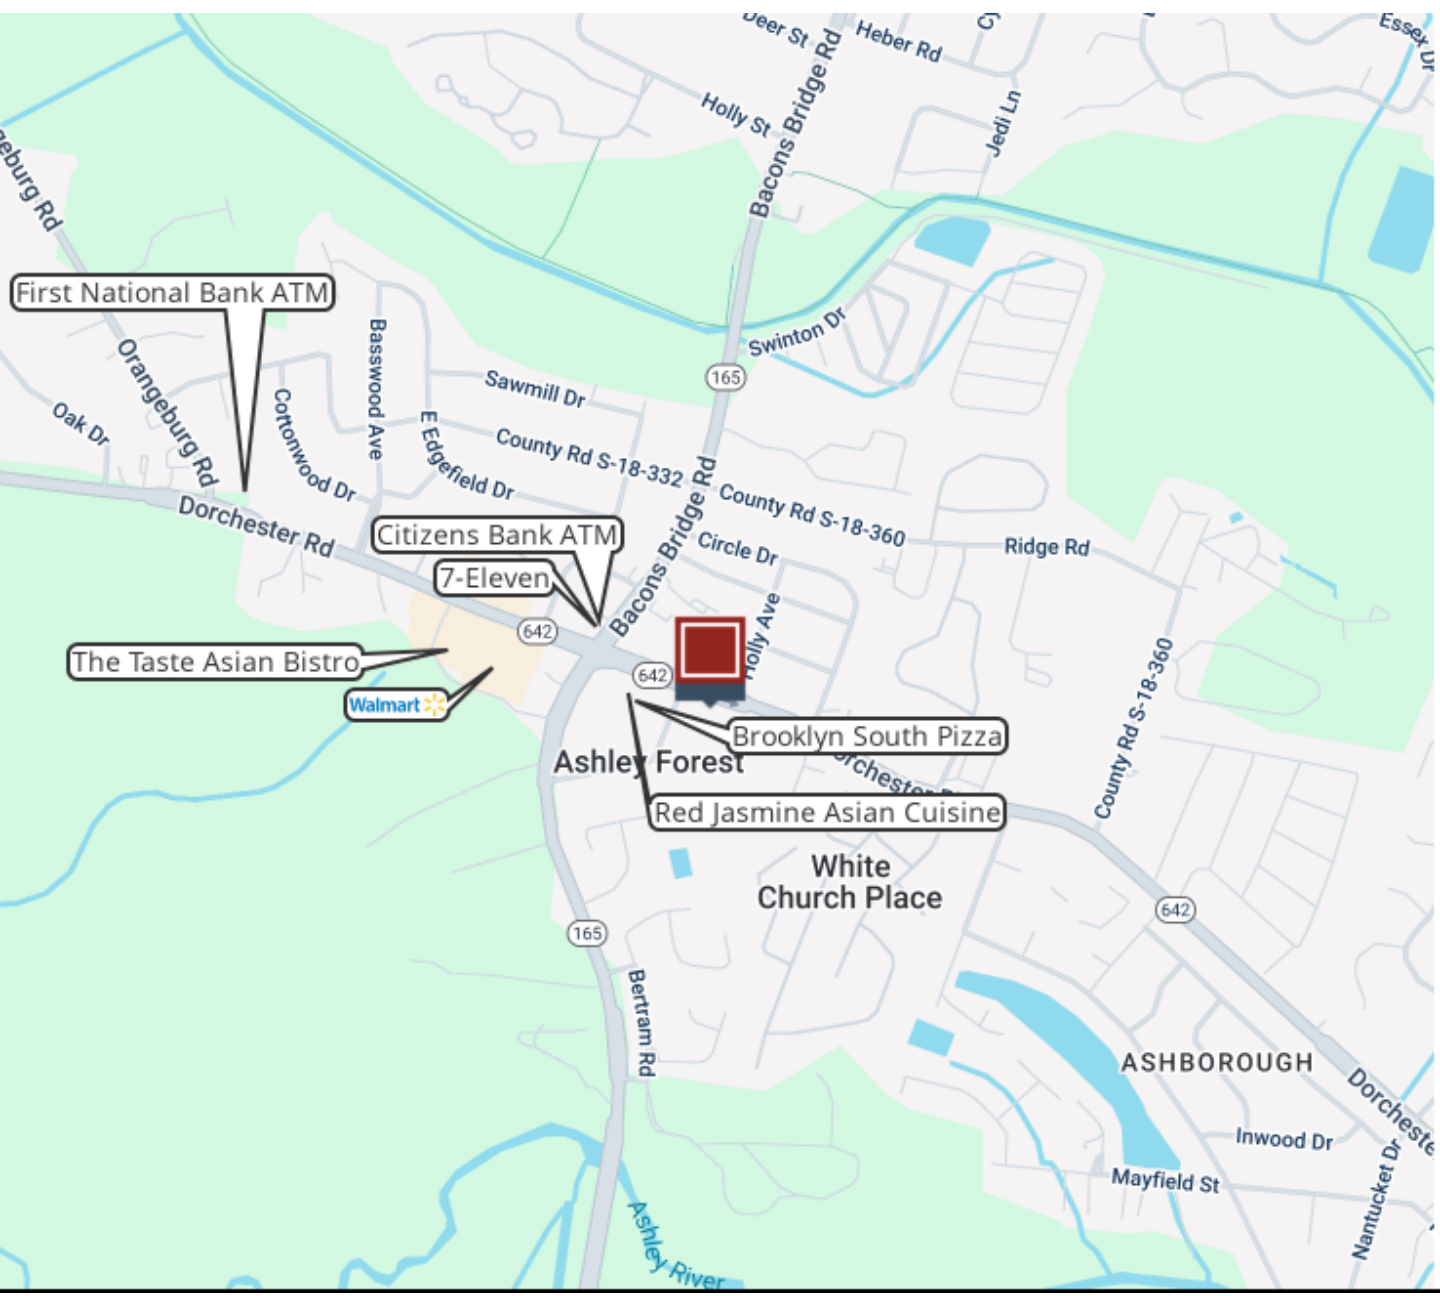 Deer St
Heber Rd
Essex Dr
Holly St
Bacons Bridge Rd
Jedi Ln
geburg Rd
First National Bank ATM
Orangeburg Rd
Basswood Ave
Swinton Dr
165
Sawmill Dr
Oak Dr
Cottonwood Dr
E Edgefield Dr
County Rd S-18-332
Bacons Bridge Rd
County Rd S-18-360
Dorchester Rd
Citizens Bank ATM
Circle Dr
Ridge Rd
7-Eleven
Holly Ave
642
The Taste Asian Bistro
642
County Rd S-18-360
Walmart
Brooklyn South Pizza
Ashley Forest
orchester
Red Jasmine Asian Cuisine
White
Church Place
642
165
Bertram Rd
ASHBOROUGH
Dorcheste
Inwood Dr
Mayfield St
Nantucket Dr
Ashley River